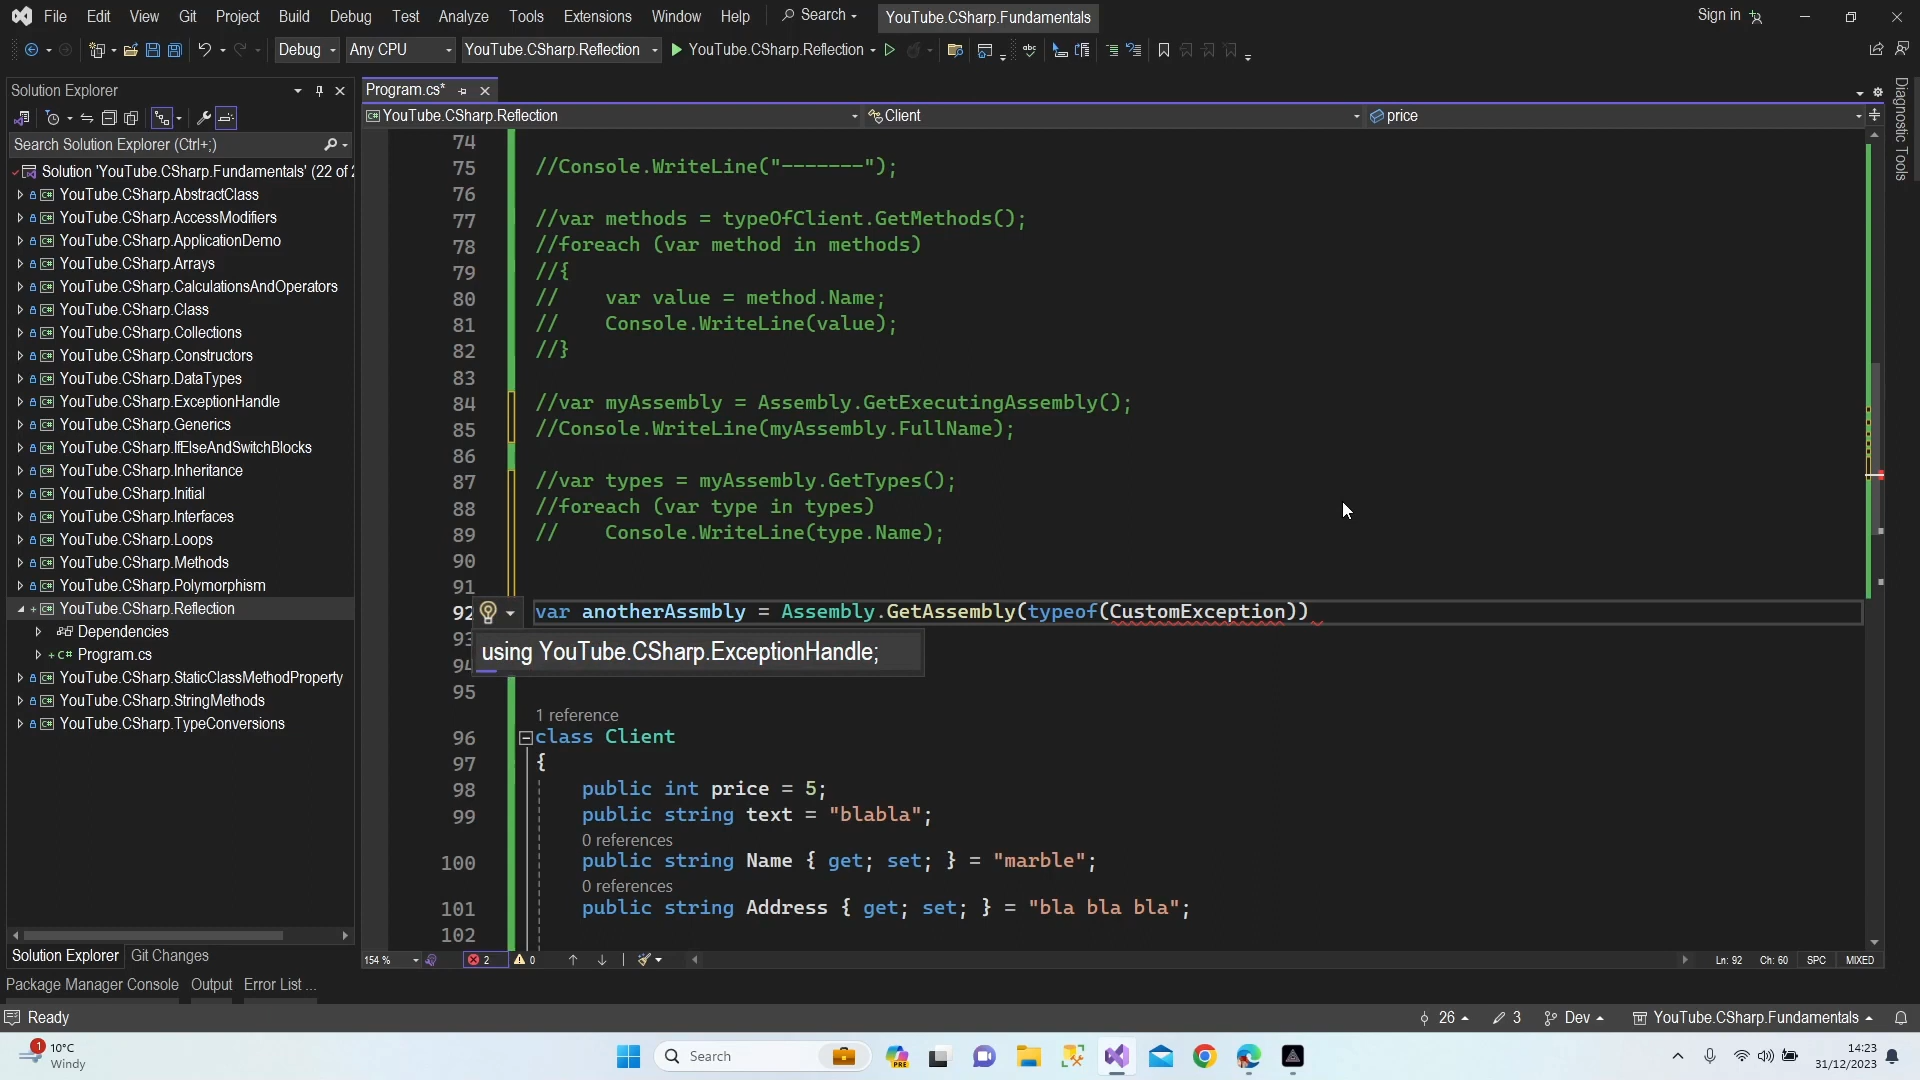 File Edit View Git Project Build Debug Test Analyze Tools Extensions Window Help Search YouTube.CSharp.Fundamentals Sign in
Debug Any CPU YouTube.CSharp.Reflection YouTube.CSharp.Reflection
Solution Explorer
Search Solution Explorer (Ctrl+;)
Solution 'YouTube.CSharp.Fundamentals' (22 of 2
YouTube.CSharp.AbstractClass
YouTube.CSharp.AccessModifiers
YouTube.CSharp.ApplicationDemo
YouTube.CSharp.Arrays
YouTube.CSharp.CalculationsAndOperators
YouTube.CSharp.Class
YouTube.CSharp.Collections
YouTube.CSharp.Constructors
YouTube.CSharp.DataTypes
YouTube.CSharp.ExceptionHandle
YouTube.CSharp.Generics
YouTube.CSharp.IfElseAndSwitchBlocks
YouTube.CSharp.Inheritance
YouTube.CSharp.Initial
YouTube.CSharp.Interfaces
YouTube.CSharp.Loops
YouTube.CSharp.Methods
YouTube.CSharp.Polymorphism
YouTube.CSharp.Reflection
Dependencies
Program.cs
YouTube.CSharp.StaticClassMethodProperty
YouTube.CSharp.StringMethods
YouTube.CSharp.TypeConversions
Solution Explorer Git Changes
Program.cs*
YouTube.CSharp.Reflection Client price
74
75 //Console.WriteLine("-------");
76
77 //var methods = typeOfClient.GetMethods();
78 //foreach (var method in methods)
79 //{
80 // var value = method.Name;
81 // Console.WriteLine(value);
82 //}
83
84 //var myAssembly = Assembly.GetExecutingAssembly();
85 //Console.WriteLine(myAssembly.FullName);
86
87 //var types = myAssembly.GetTypes();
88 //foreach (var type in types)
89 // Console.WriteLine(type.Name);
90
91
92 var anotherAssmbly = Assembly.GetAssembly(typeof(CustomException))
93
using YouTube.CSharp.ExceptionHandle;
94
95
1 reference
96 class Client
97 {
98 public int price = 5;
99 public string text = "blabla";
0 references
100 public string Name { get; set; } = "marble";
0 references
101 public string Address { get; set; } = "bla bla bla";
102
154 % 2 0 Ln: 92 Ch: 60 SPC MIXED
Diagnostic Tools
Package Manager Console Output Error List ...
Ready 26 3 Dev YouTube.CSharp.Fundamentals
1 10°C
Windy
Search
PRE
14:23
31/12/2023